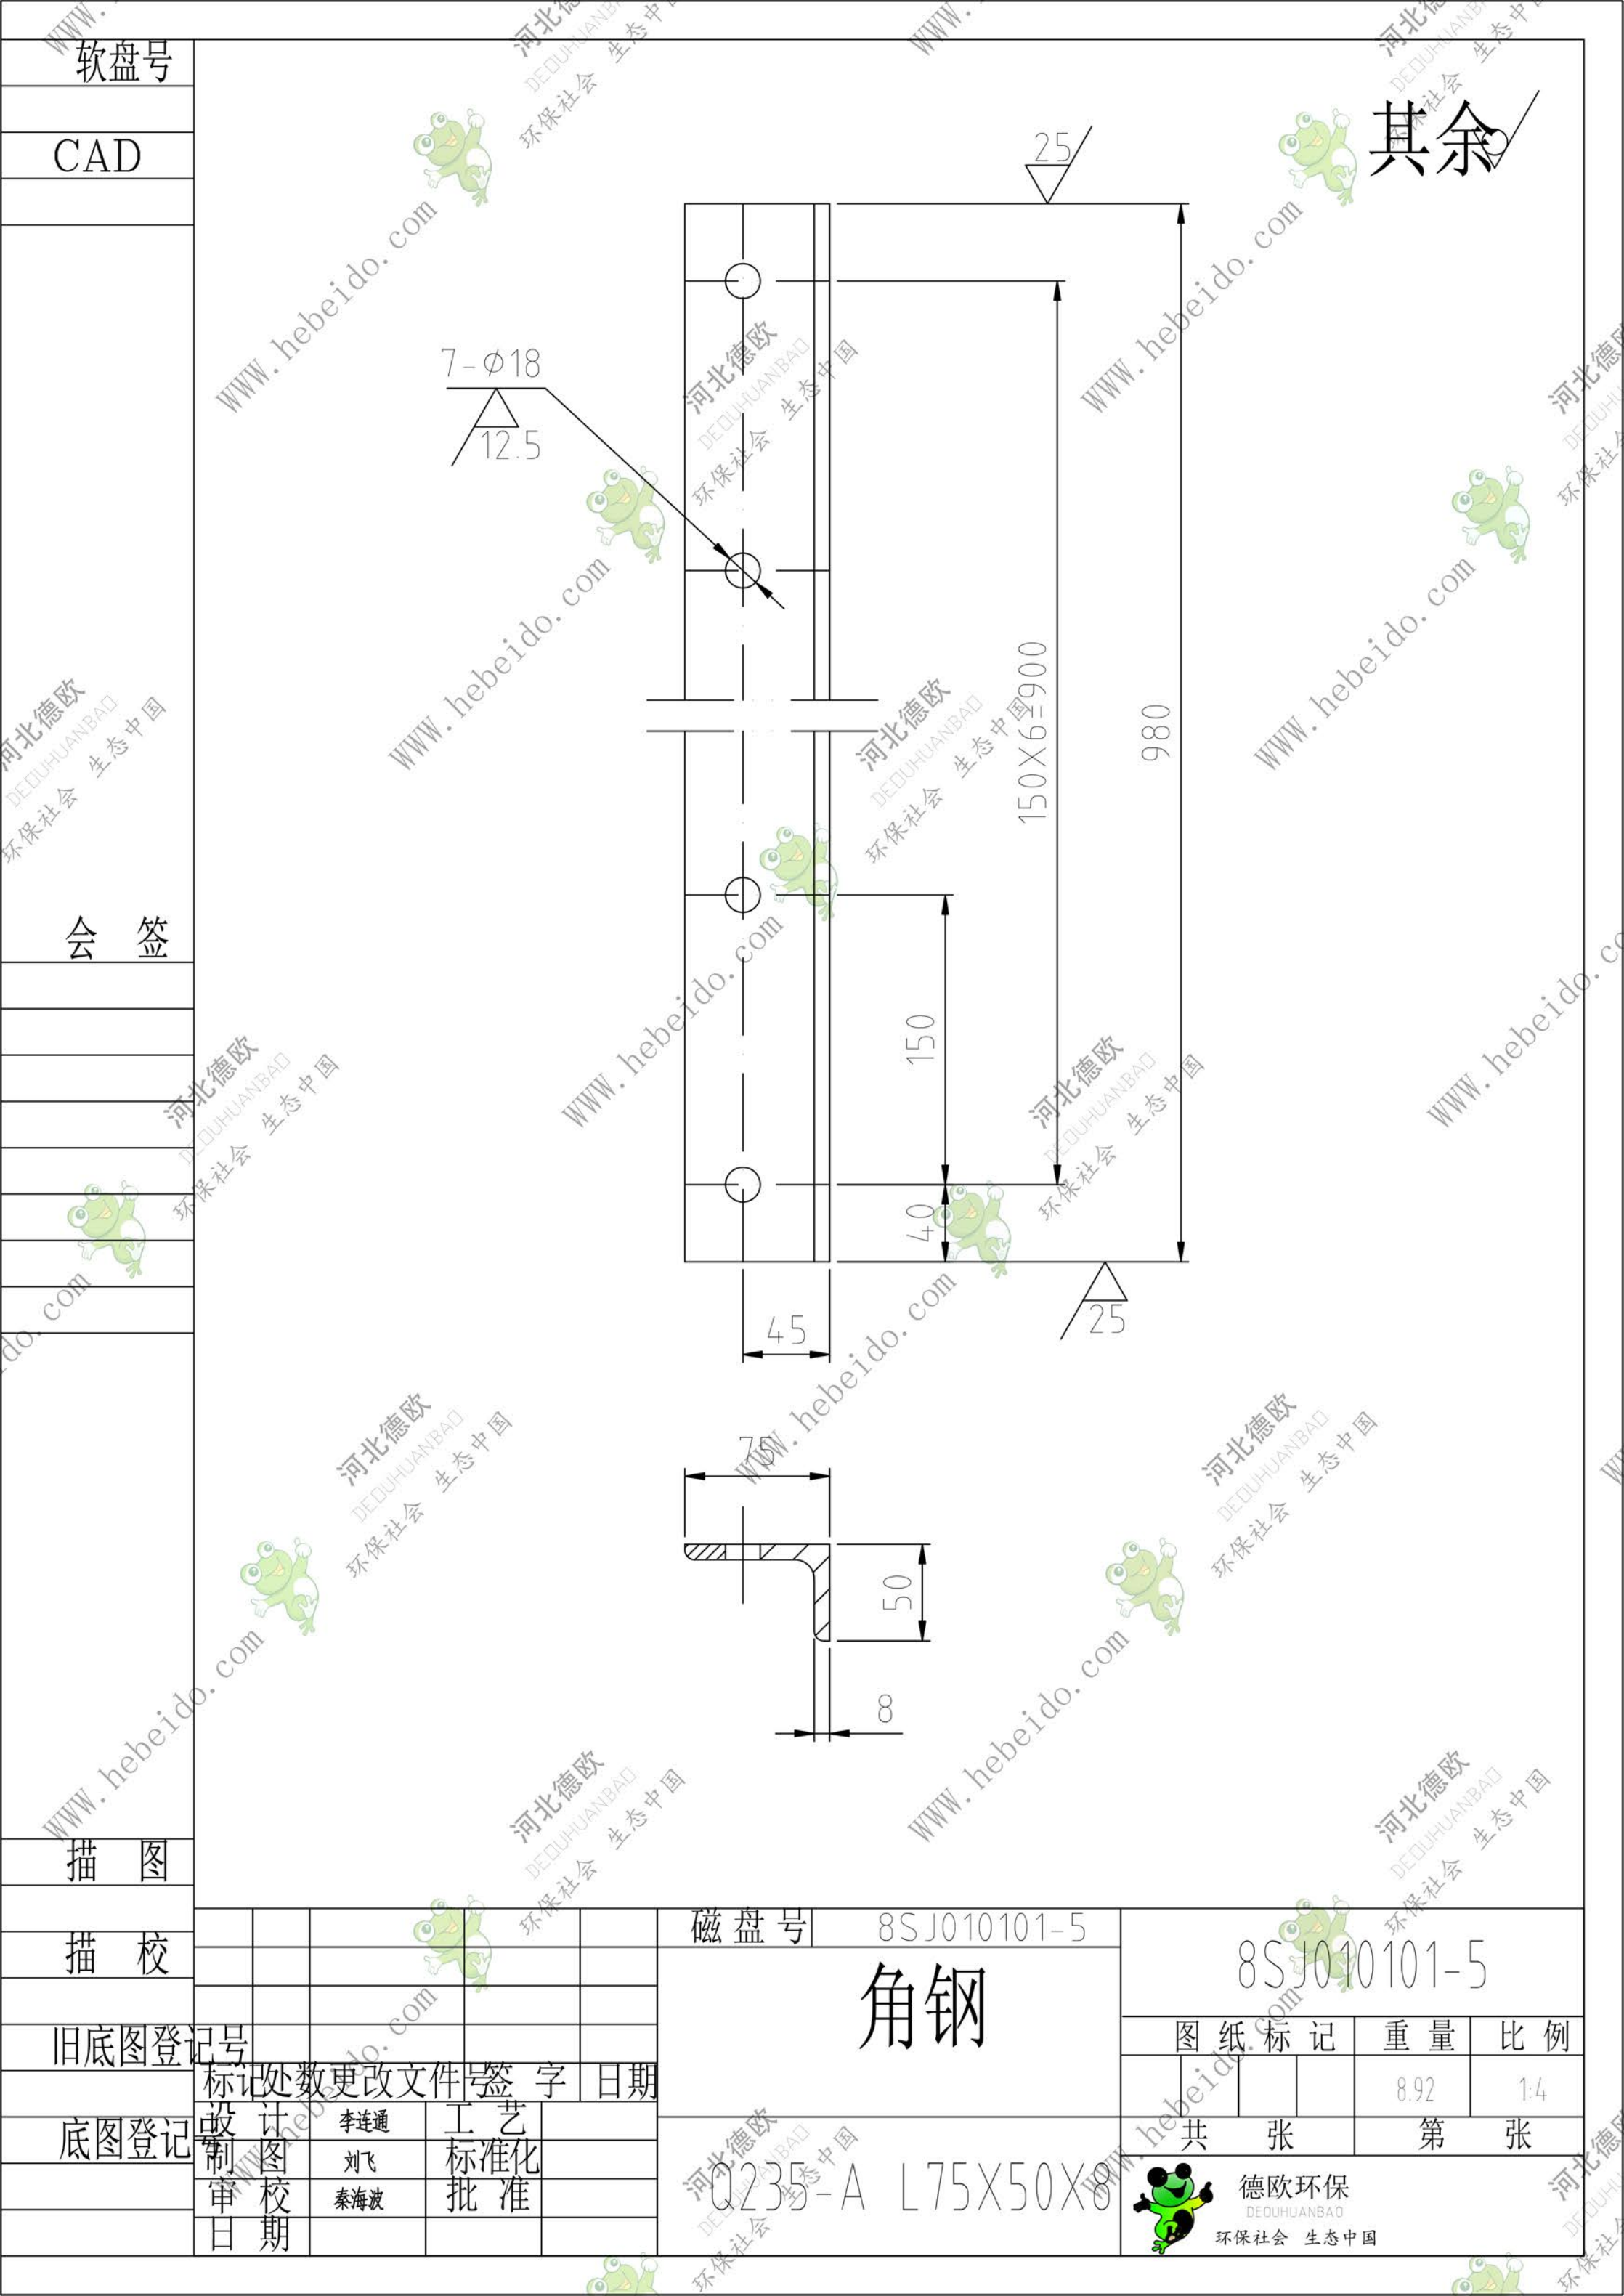 软盘号
CAD
其余
25
7-Φ18
12.5
150X6=900
980
会 签
150
40
25
45
75
50
8
描 图
描 校
旧底图登记号
底图登记号
磁盘号 8SJ010101-5
角钢
8SJ010101-5
图纸标记 重量 比例
8.92 1:4
共 张 第 张
标记 处数 更改文件号 签 字 日期
设 计 李连通 工 艺
制 图 刘飞 标准化
审 校 秦海波 批 准
日 期
Q235-A L75X50X8
德欧环保
DEOUHUANBAO
环保社会 生态中国
河北德欧
DEOUHUANBAO
环保社会 生态中国
WWW.hebeido.com